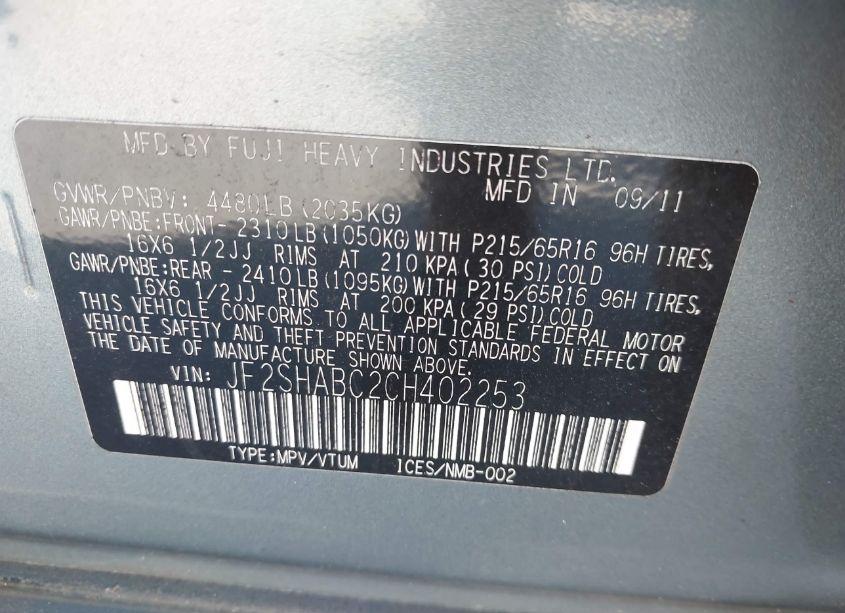 MFD BY FUJI HEAVY INDUSTRIES LTD.
MFD IN 09/11
GVWR/PNBV: 4480LB(2035KG)
GAWR/PNBE:FRONT- 2310LB(1050KG)WITH P215/65R16 96H TIRES,
16X6 1/2JJ RIMS AT 210 KPA(30 PSI)COLD
GAWR/PNBE:REAR - 2410LB(1095KG)WITH P215/65R16 96H TIRES,
16X6 1/2JJ RIMS AT 200 KPA(29 PSI)COLD
THIS VEHICLE CONFORMS TO ALL APPLICABLE FEDERAL MOTOR
VEHICLE SAFETY AND THEFT PREVENTION STANDARDS IN EFFECT ON
THE DATE OF MANUFACTURE SHOWN ABOVE.
VIN: JF2SHABC2CH402253
TYPE:MPV/VTUM ICES/NMB-002